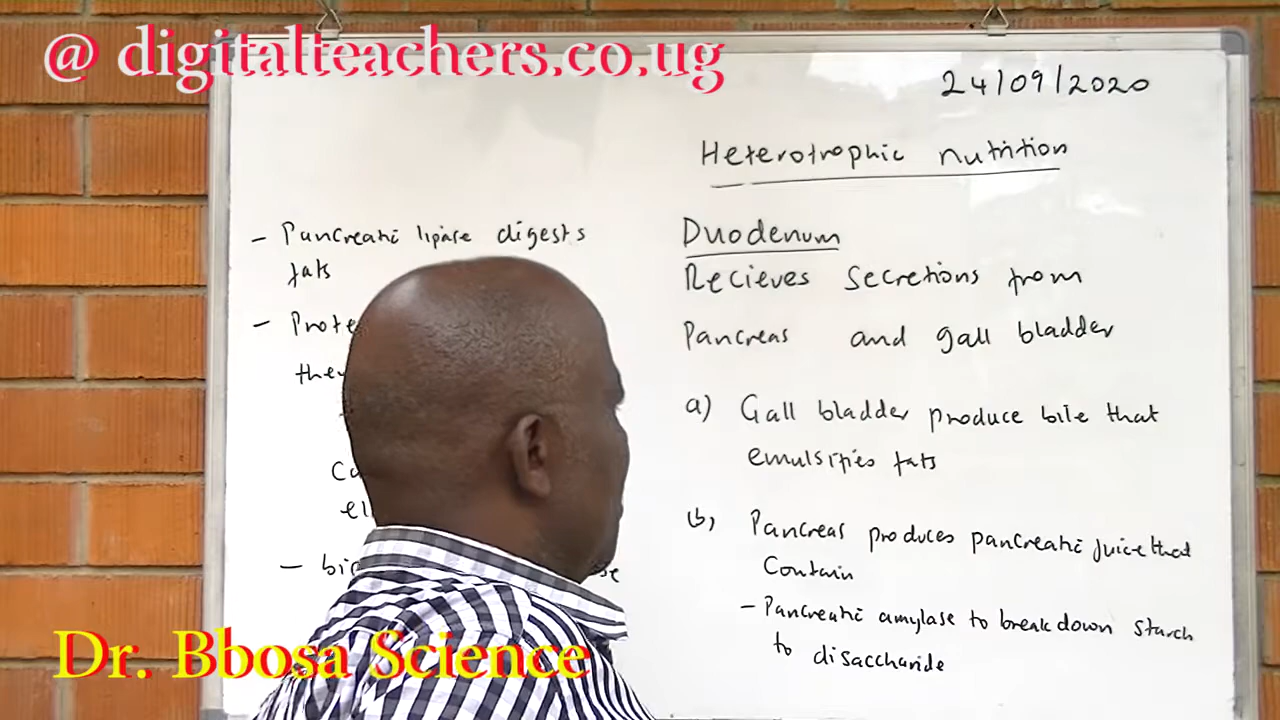 @ digitalteachers.co.ug
24/09/2020
Heterotrophic nutrition
- Pancreatic lipase digests
fats
-
they
-
Duodenum
Recieves secretions from
Pancreas and gall bladder
a) Gall bladder produce bile that
emulsifies fats
b) Pancreas produces pancreatic juice that
Contain
- Pancreatic amylase to breakdown starch
to disaccharide
Dr. Bbosa Science